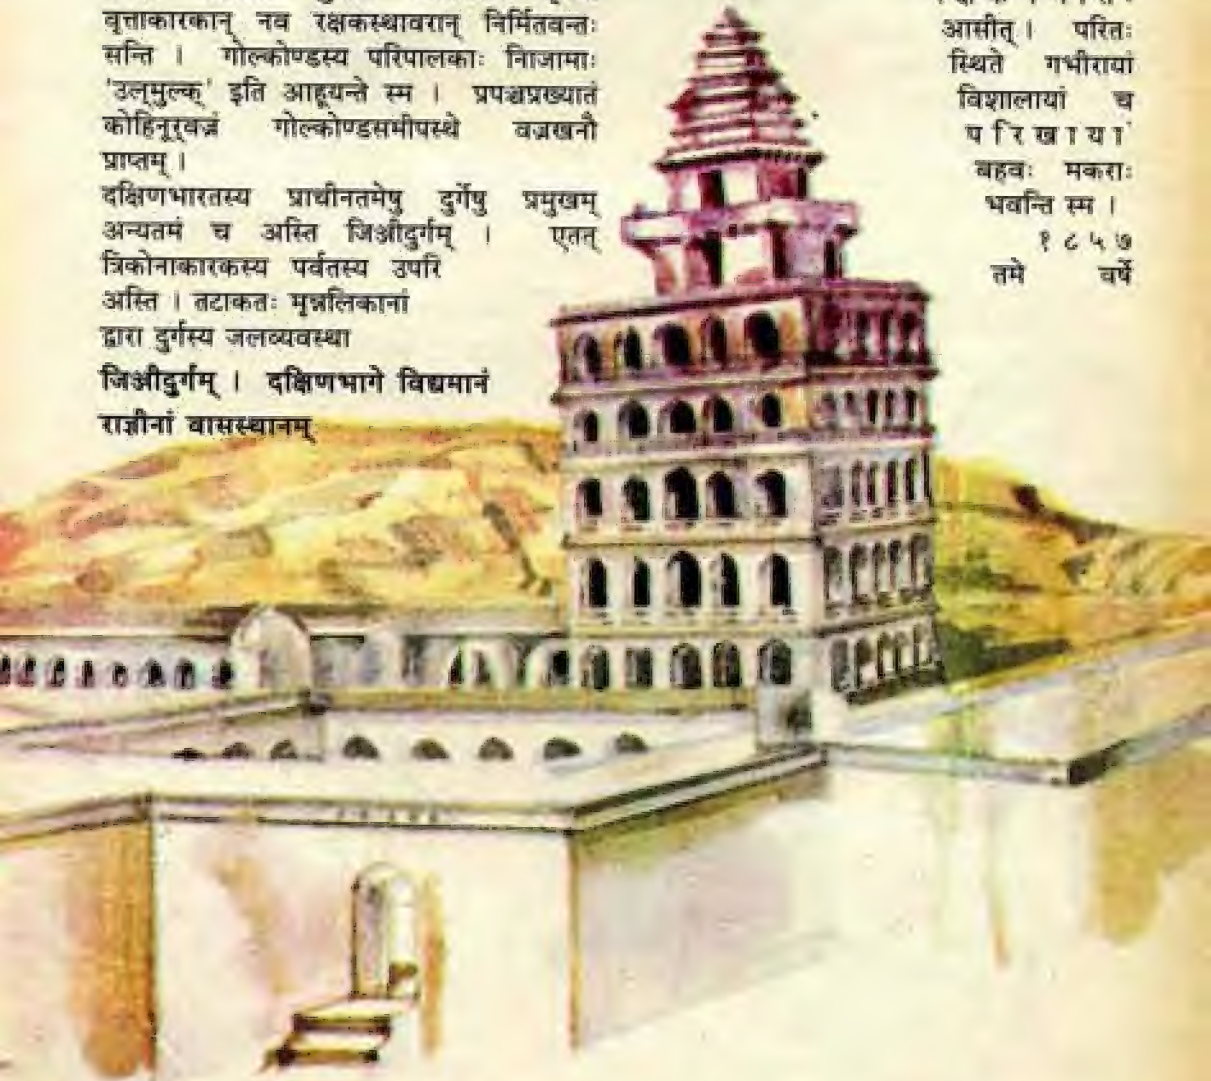 वृत्ताकारकान् नव रक्षकस्थावरान् निर्मितवन्तः
सन्ति । गोल्कोण्डस्य परिपालकाः निाजामाः
'उल्‌मुल्क्' इति आहूयन्ते स्म । प्रपञ्चप्रख्यातं
कोहिनूर्‌वज्रं गोल्कोण्डसमीपस्थे वज्रखनौ
प्राप्तम् ।
दक्षिणभारतस्य प्राचीनतमेषु दुर्गेषु प्रमुखम्
अन्यतमं च अस्ति जिञ्जीदुर्गम् । एतत्
त्रिकोनाकारकस्य पर्वतस्य उपरि
अस्ति । तटाकतः मृन्नलिकानां
द्वारा दुर्गस्य जलव्यवस्था
जिञ्जीदुर्गम् । दक्षिणभागे विद्यमानं
राज्ञीनां वासस्थानम्
आसीत् । परितः
स्थिते गभीरायां
विशालायां च
परिखायां
बहवः मकराः
भवन्ति स्म ।
१८५७
तमे वर्षे